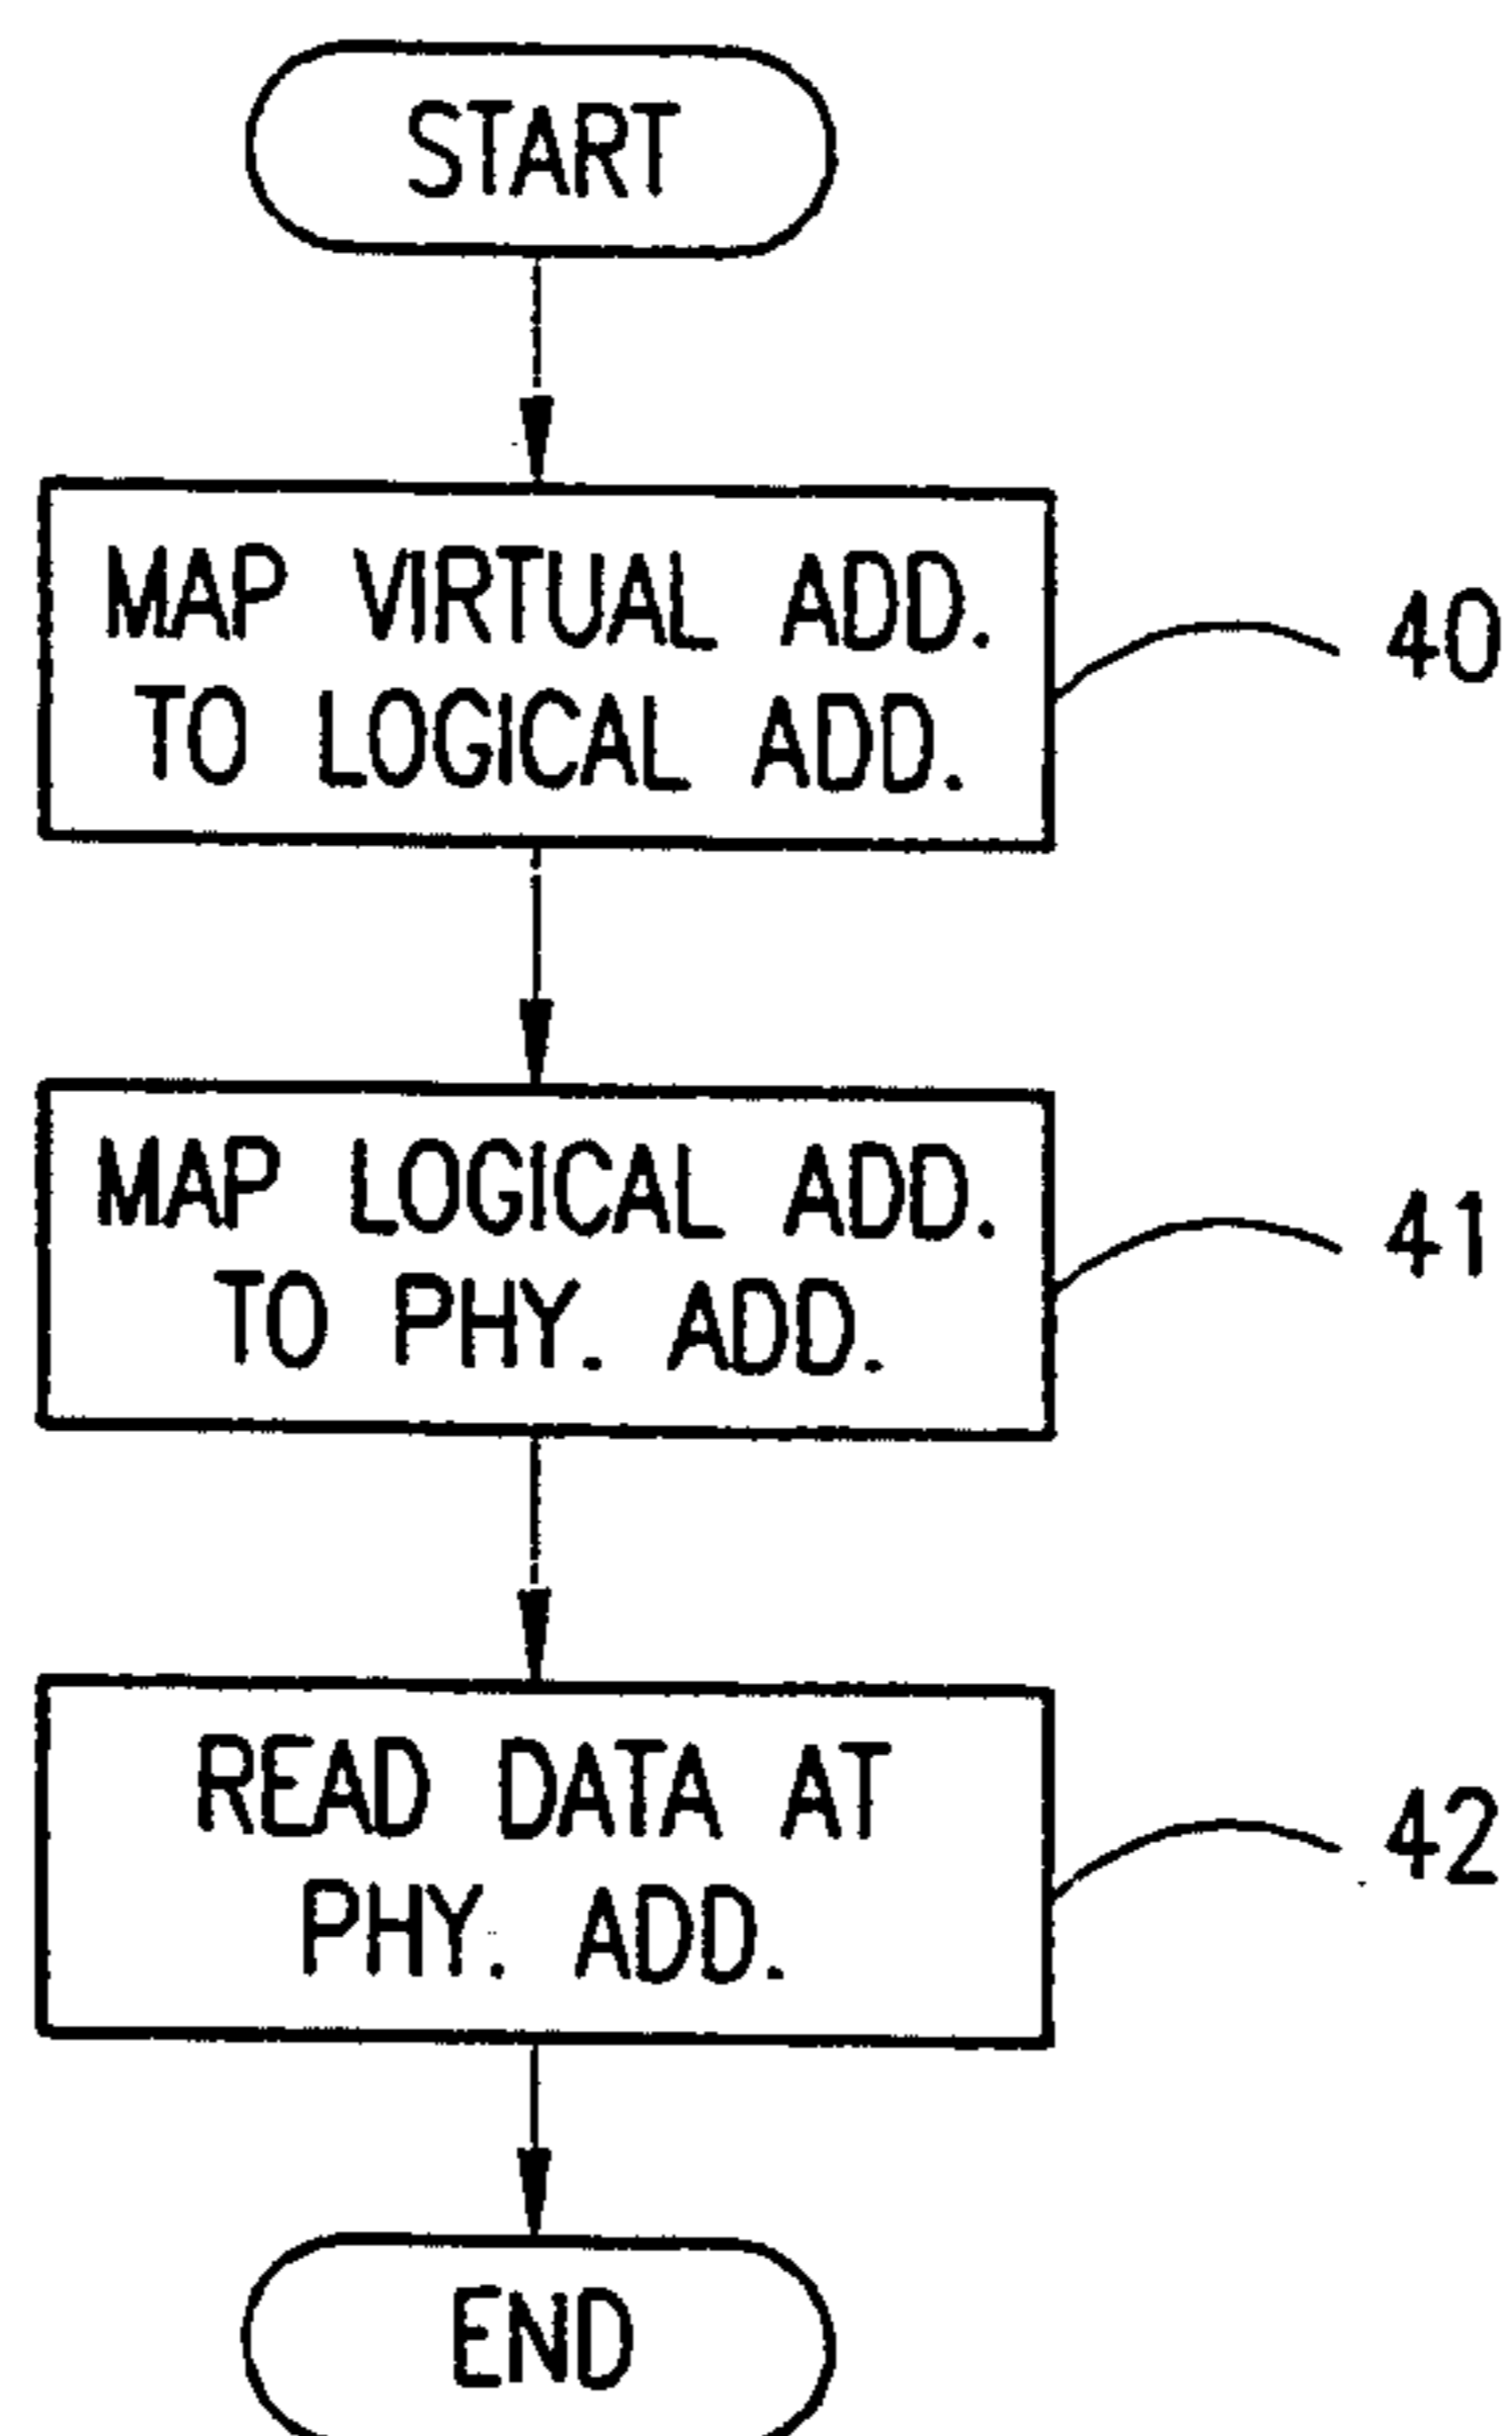 START
MAP VIRTUAL ADD.
TO LOGICAL ADD.
40
MAP LOGICAL ADD.
TO PHY. ADD.
41
READ DATA AT
PHY. ADD.
42
END